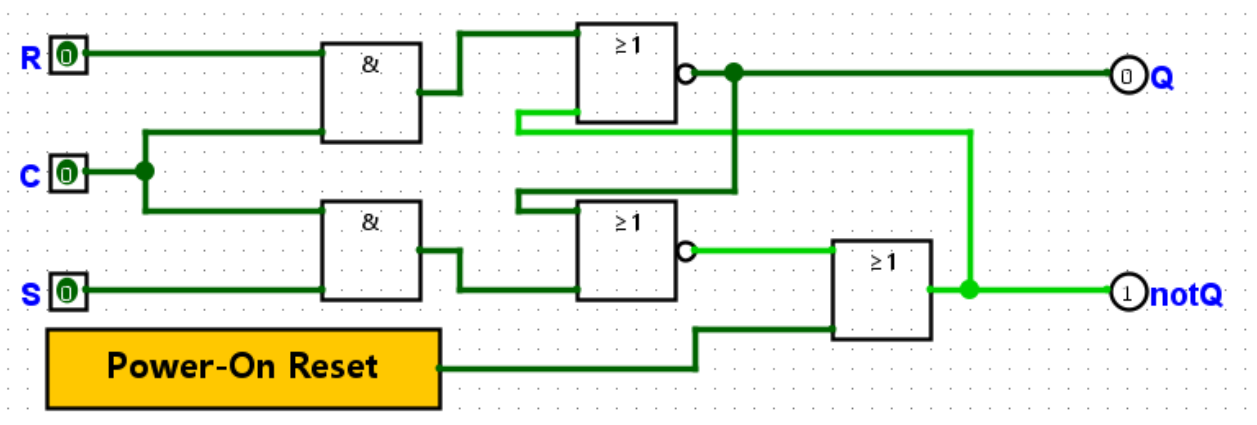 R 0
& 
≥1
0 Q
C 0
&
≥1
≥1
S 0
1 notQ
Power-On Reset